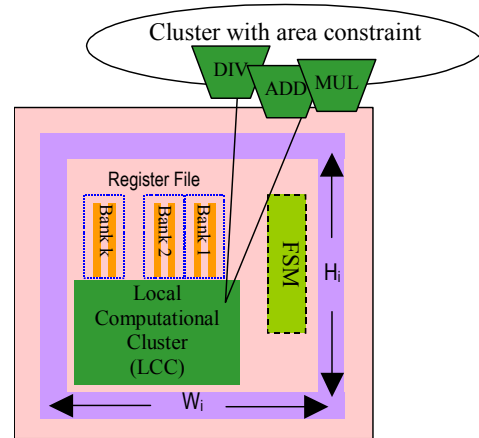 Cluster with area constraint
DIV
ADD
MUL
Register File
Bank k
Bank 2
Bank 1
FSM
Hi
Local
Computational
Cluster
(LCC)
Wi